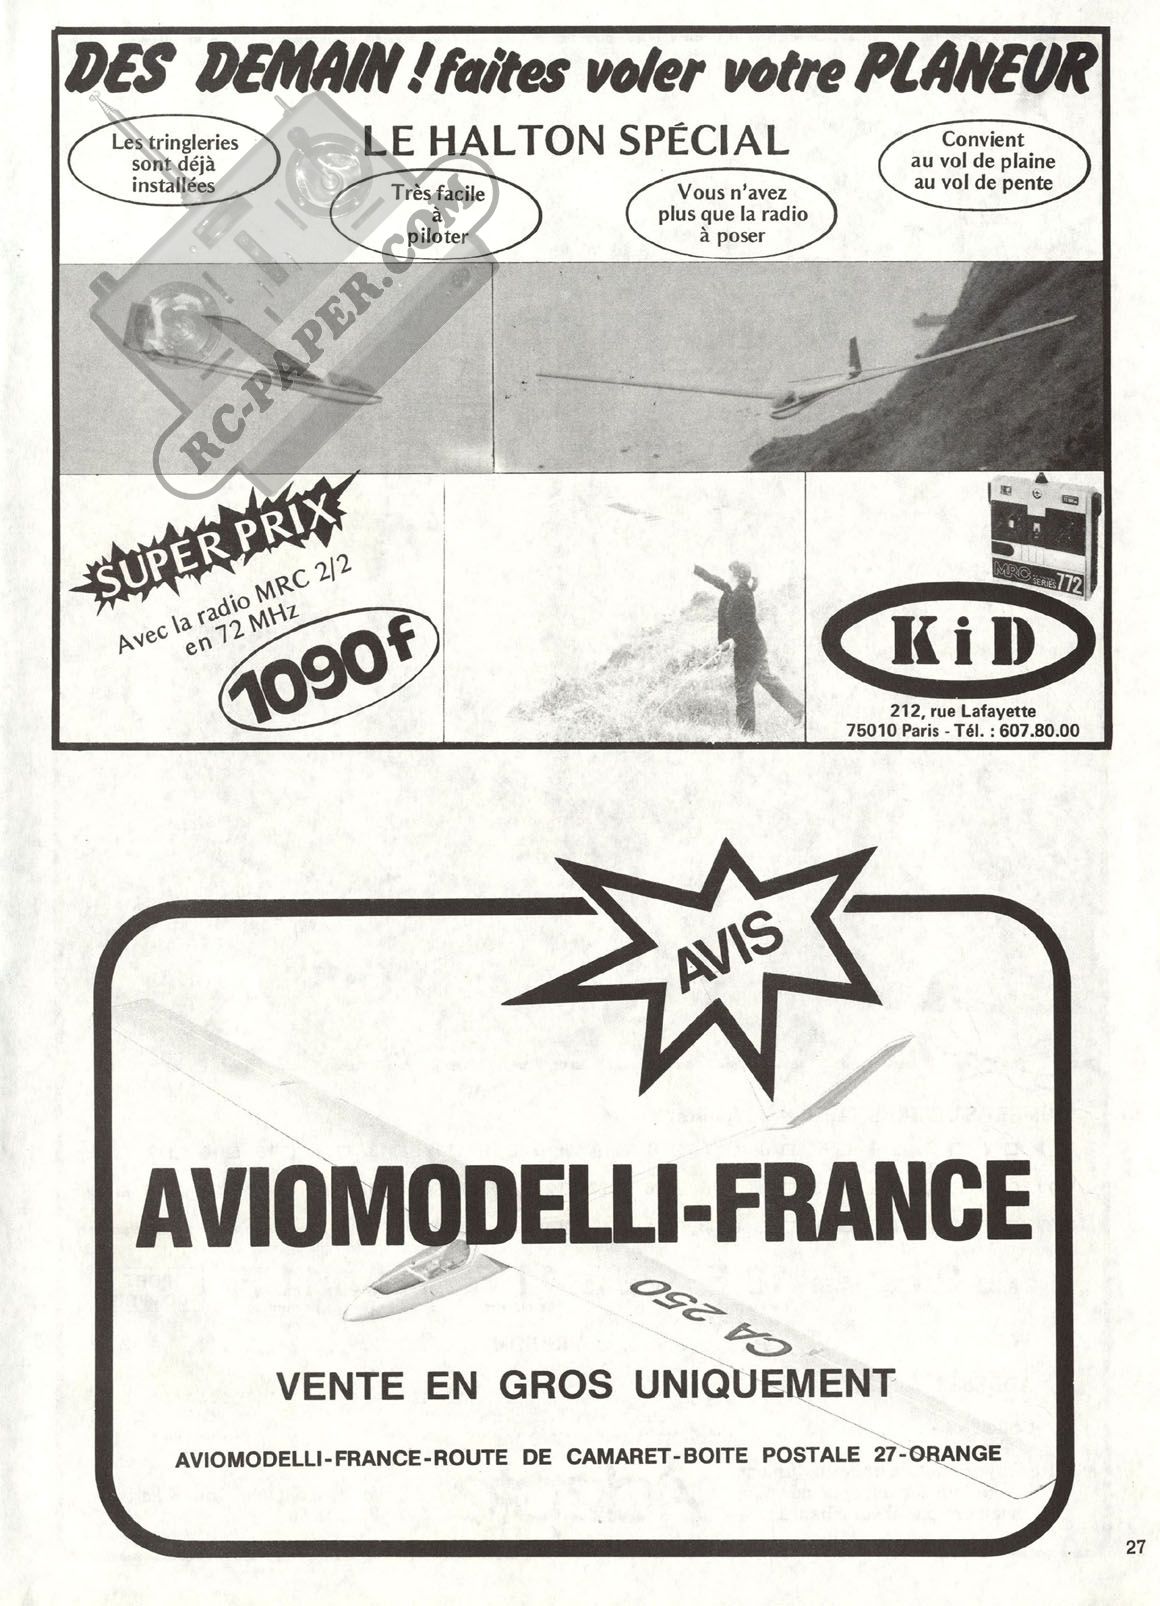 DES DEMAIN ! faites voler votre PLANEUR
LE HALTON SPÉCIAL
Les tringleries
sont déjà
installées
Très facile
à
piloter
Vous n'avez
plus que la radio
à poser
Convient
au vol de plaine
au vol de pente
RC-PAPER.COM
SUPER PRIX
Avec la radio MRC 2/2
en 72 MHz
1090f
MRC SERIES 772
KiD
212, rue Lafayette
75010 Paris - Tél. : 607.80.00
AVIS
AVIOMODELLI-FRANCE
CA 250
VENTE EN GROS UNIQUEMENT
AVIOMODELLI-FRANCE-ROUTE DE CAMARET-BOITE POSTALE 27-ORANGE
27